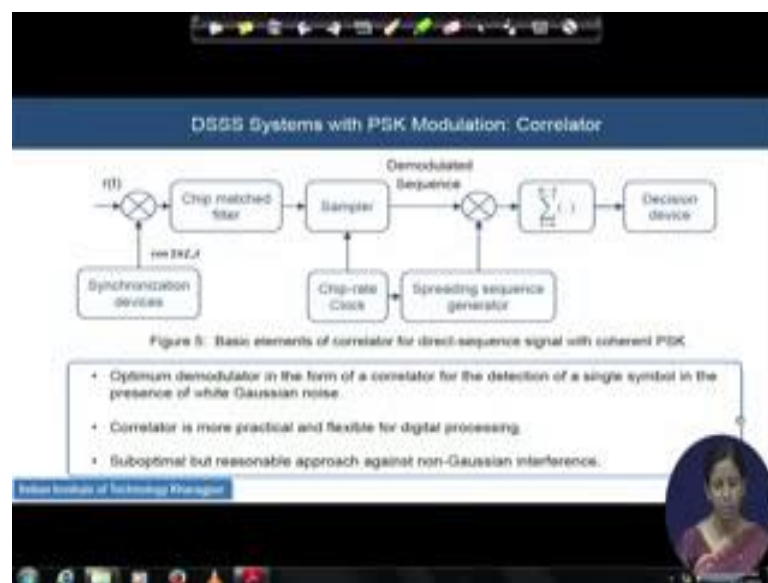 DSSS Systems with PSK Modulation: Correlator
Demodulated
Sequence
r(t)
Chip matched
filter
Sampler
Decision
device
Synchronization
devices
Chip-rate
Clock
Spreading sequence
generator
Figure 5: Basic elements of correlator for direct-sequence signal with coherent PSK
• Optimum demodulator in the form of a correlator for the detection of a single symbol in the
presence of white Gaussian noise.
• Correlator is more practical and flexible for digital processing.
• Suboptimal but reasonable approach against non-Gaussian interference.
Indian Institute of Technology Kharagpur